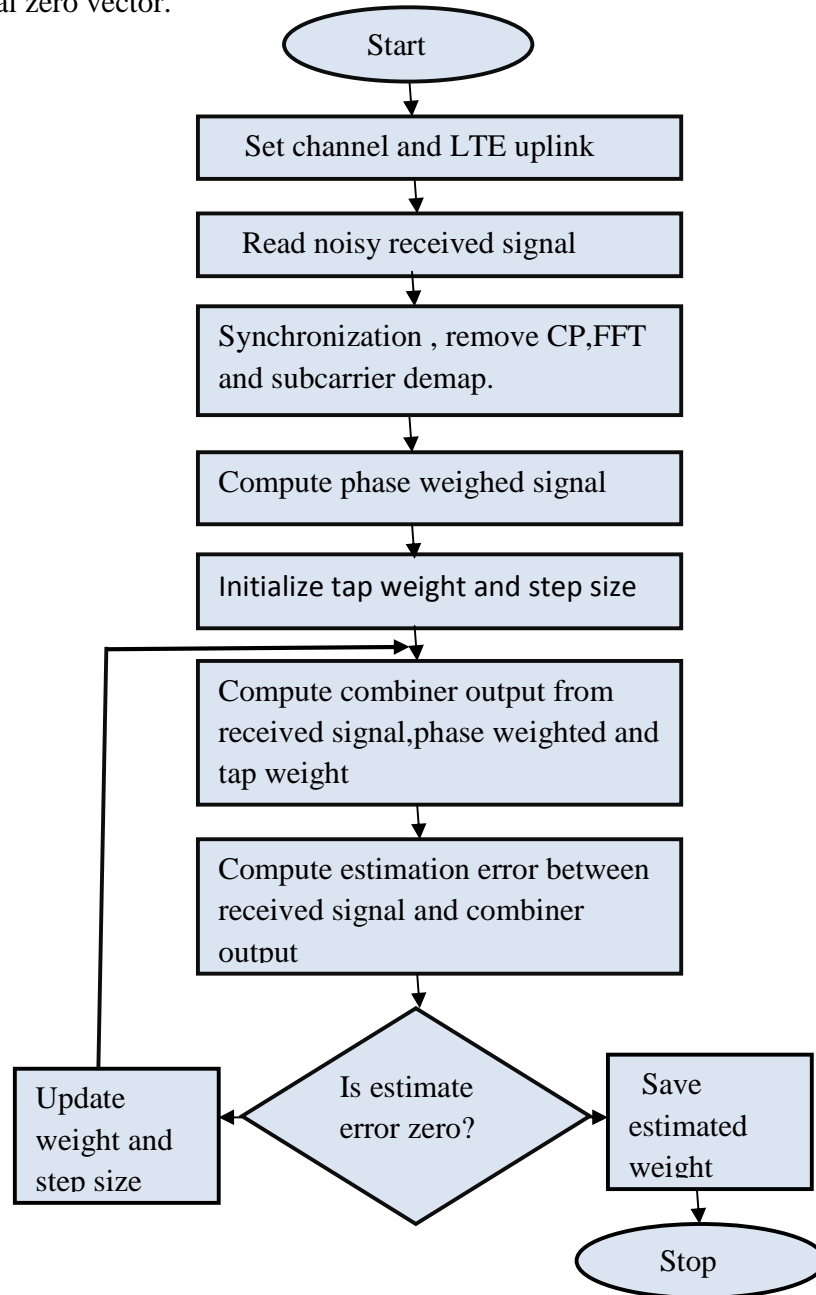 al zero vector.
Start
Set channel and LTE uplink
Read noisy received signal
Synchronization , remove CP,FFT
and subcarrier demap.
Compute phase weighed signal
Initialize tap weight and step size
Compute combiner output from
received signal,phase weighted and
tap weight
Compute estimation error between
received signal and combiner
output
Is estimate
error zero?
Update
weight and
step size
Save
estimated
weight
Stop